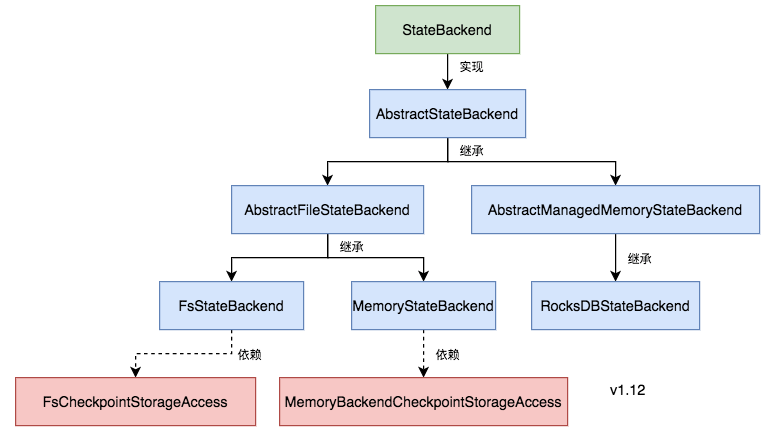 StateBackend
实现
AbstractStateBackend
继承
AbstractFileStateBackend
AbstractManagedMemoryStateBackend
继承
继承
FsStateBackend
MemoryStateBackend
RocksDBStateBackend
依赖
依赖
FsCheckpointStorageAccess
MemoryBackendCheckpointStorageAccess
v1.12